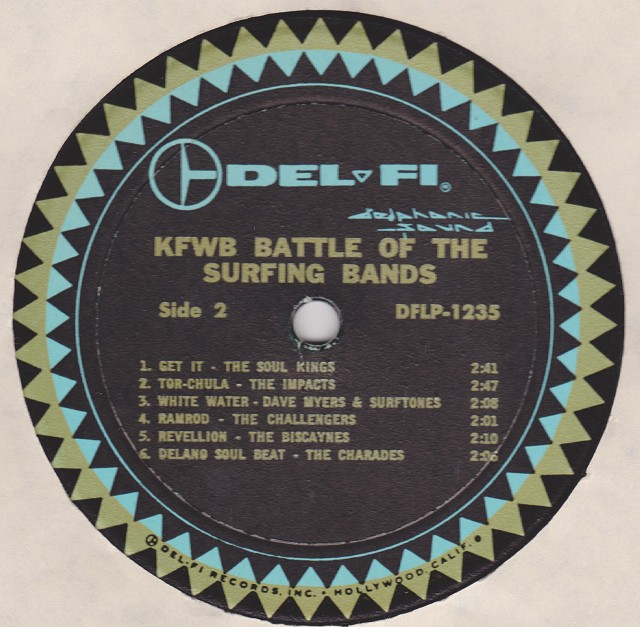 DEL-FI ®
delphonic
sound
KFWB BATTLE OF THE
SURFING BANDS
Side 2 DFLP-1235
1. GET IT - THE SOUL KINGS 2:41
2. TOR-CHULA - THE IMPACTS 2:47
3. WHITE WATER - DAVE MYERS & SURFTONES 2:08
4. RAMROD - THE CHALLENGERS 2:01
5. REVELLION - THE BISCAYNES 2:10
6. DELANO SOUL BEAT - THE CHARADES 2:06
DEL-FI RECORDS, INC. • HOLLYWOOD, CALIF. ®